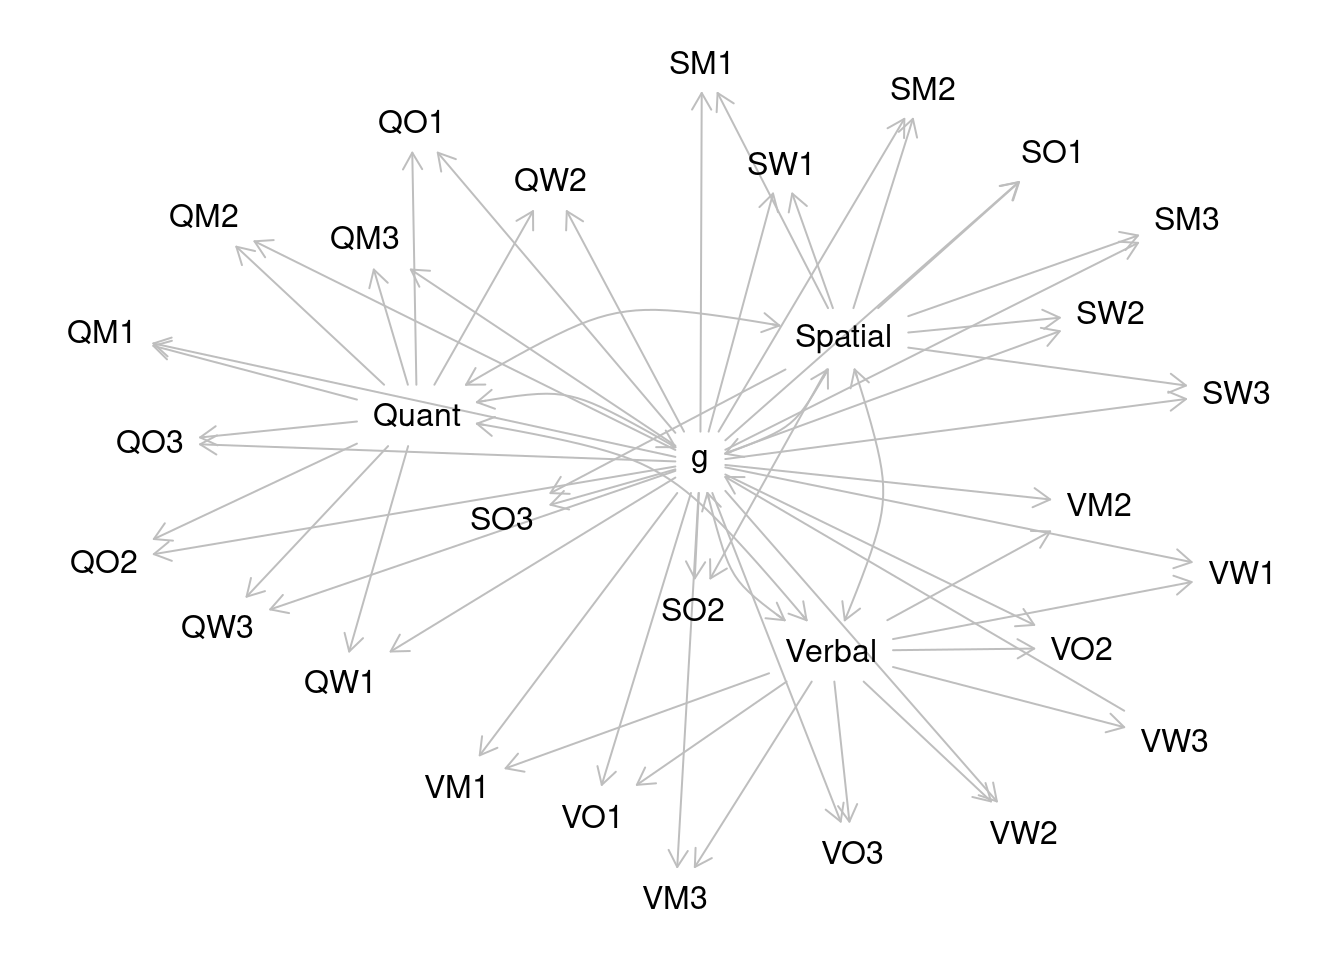 SM1
SM2
QO1
SO1
SW1
QW2
QM2
SM3
QM3
SW2
QM1
Spatial
SW3
Quant
QO3
g
VM2
SO3
QO2
VW1
SO2
QW3
VO2
Verbal
QW1
VW3
VM1
VO1
VW2
VO3
VM3